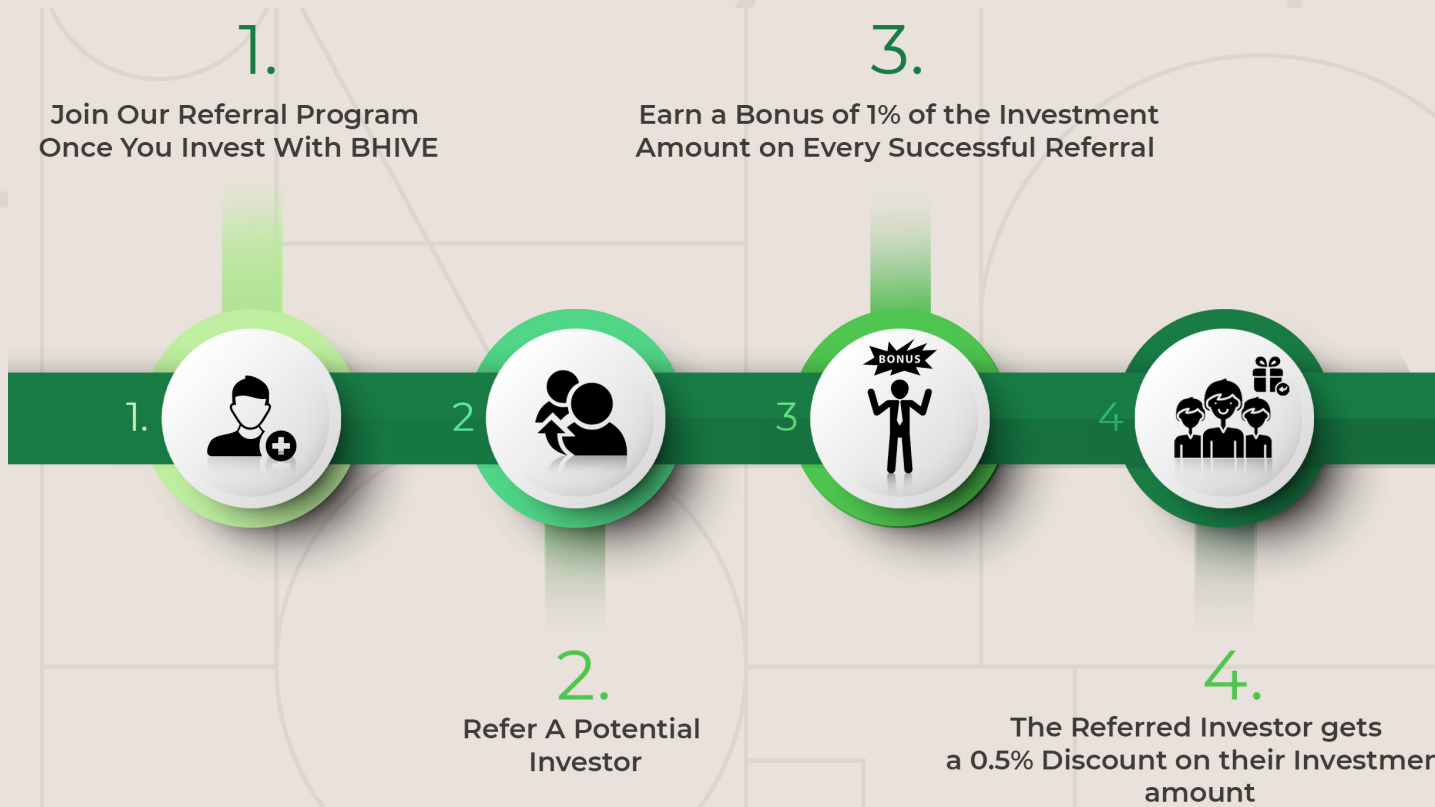 1.
Join Our Referral Program
Once You Invest With BHIVE
3.
Earn a Bonus of 1% of the Investment
Amount on Every Successful Referral
BONUS
1.
2
3
4
2.
Refer A Potential
Investor
4.
The Referred Investor gets
a 0.5% Discount on their
amount